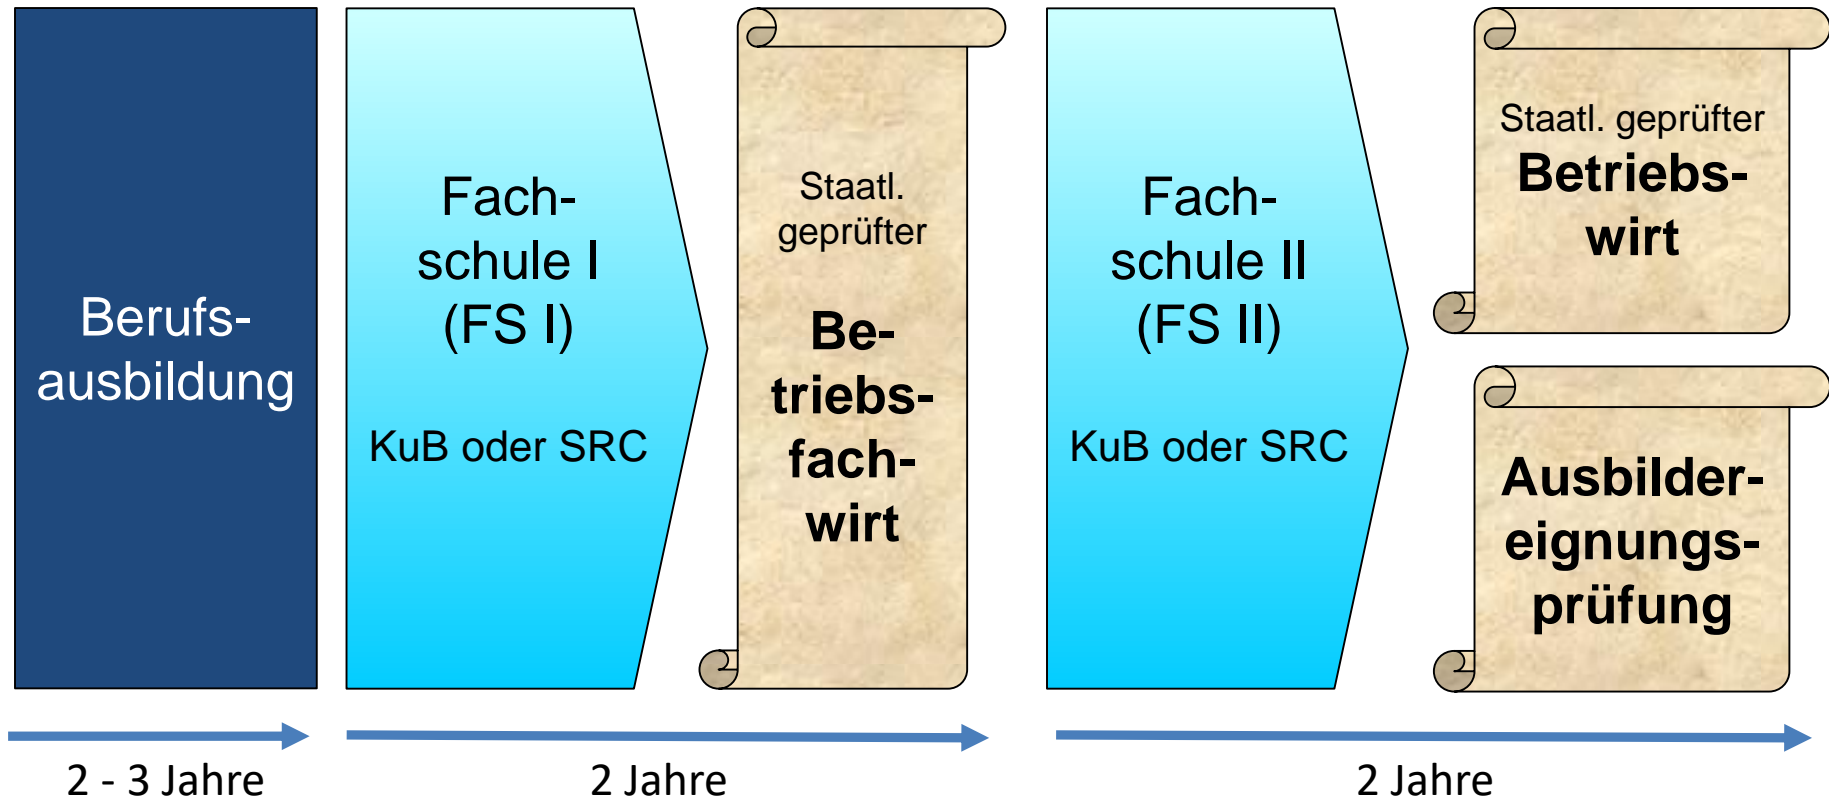 Berufs-
ausbildung
Fach-
schule I
(FS I)
KuB oder SRC
Staatl.
geprüfter
Be-
triebs-
fach-
wirt
Fach-
schule II
(FS II)
KuB oder SRC
Staatl. geprüfter
Betriebs-
wirt
Ausbilder-
eignungs-
prüfung
2 - 3 Jahre
2 Jahre
2 Jahre